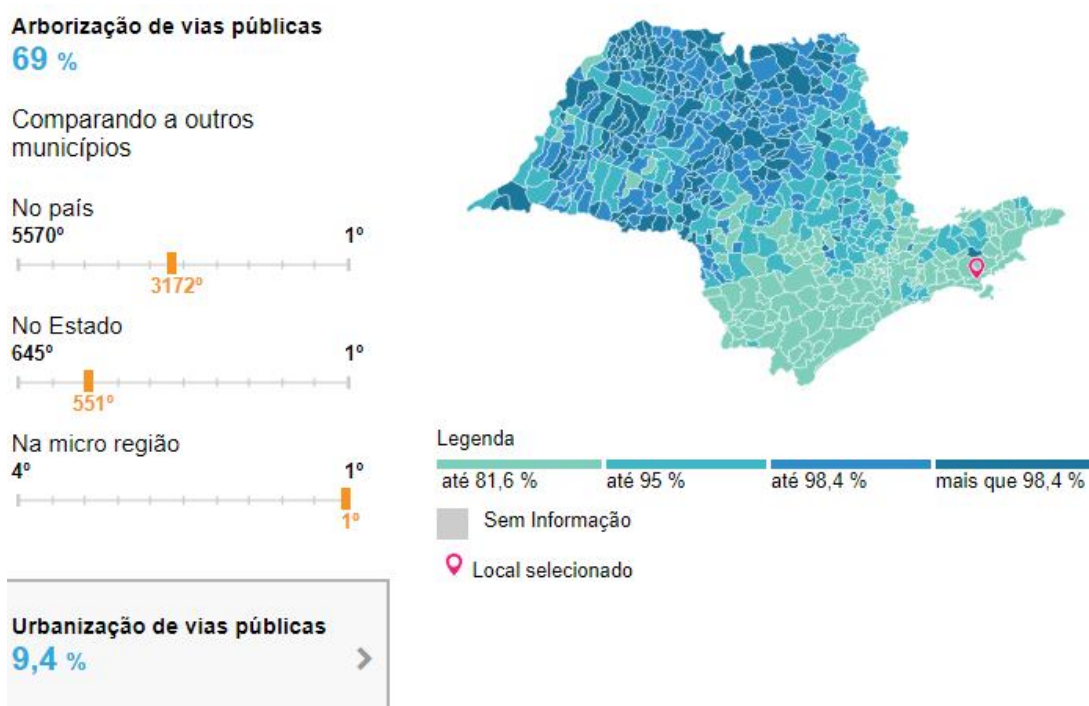 Arborização de vias públicas
69 %
Comparando a outros
municípios
No país
5570º 1º
3172º
No Estado
645º 1º
551º
Na micro região
4º 1º
1º
Urbanização de vias públicas
9,4 %
Legenda
até 81,6 % até 95 % até 98,4 % mais que 98,4 %
Sem Informação
Local selecionado